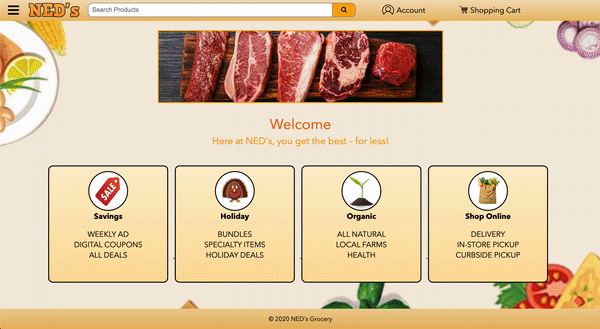 NED's
Search Products
Account
Shopping Cart
Welcome
Here at NED's, you get the best - for less!
SALE
Savings
WEEKLY AD
DIGITAL COUPONS
ALL DEALS
Holiday
BUNDLES
SPECIALTY ITEMS
HOLIDAY DEALS
Organic
ALL NATURAL
LOCAL FARMS
HEALTH
Shop Online
DELIVERY
IN-STORE PICKUP
CURBSIDE PICKUP
© 2020 NED's Grocery